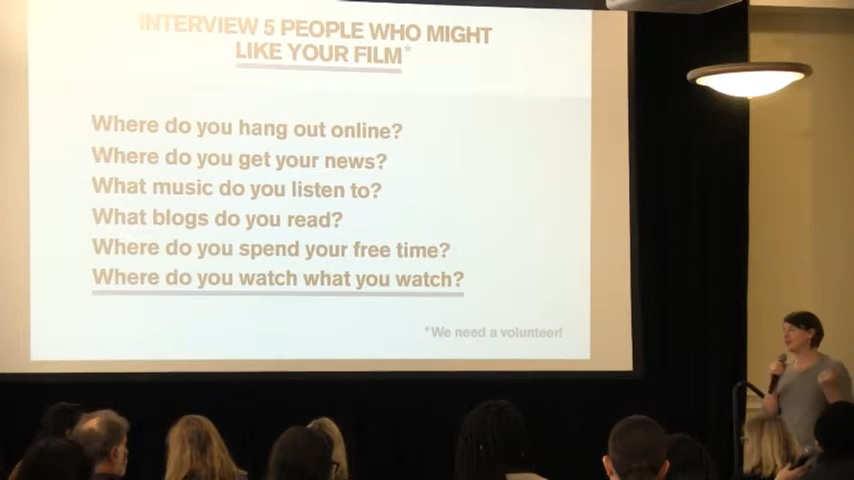 INTERVIEW 5 PEOPLE WHO MIGHT
LIKE YOUR FILM*
Where do you hang out online?
Where do you get your news?
What music do you listen to?
What blogs do you read?
Where do you spend your free time?
Where do you watch what you watch?
*We need a volunteer!